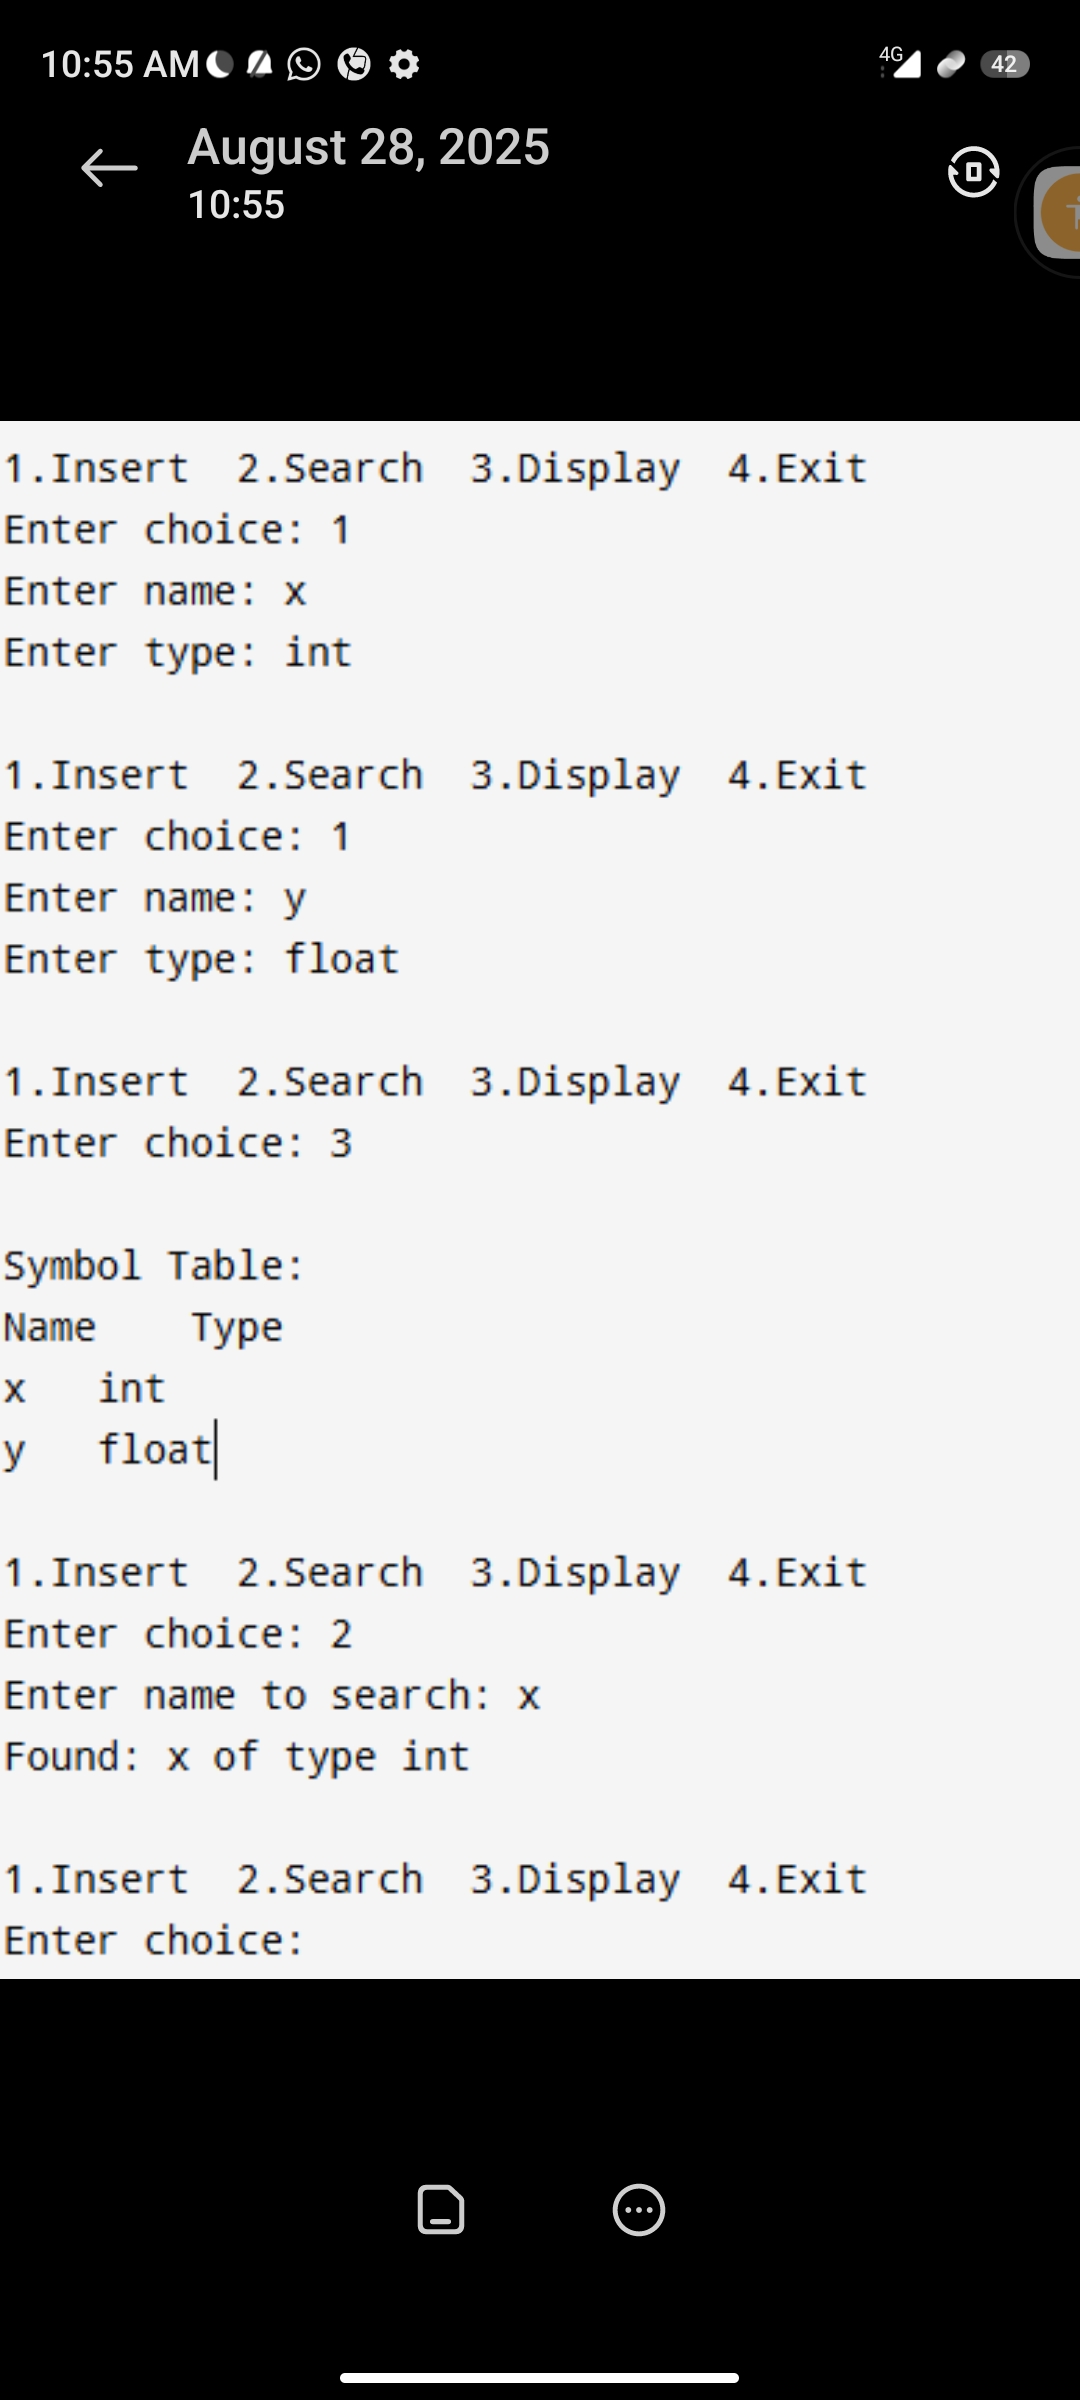 10:55 AM
4G
42
August 28, 2025
10:55
1.Insert  2.Search  3.Display  4.Exit
Enter choice: 1
Enter name: x
Enter type: int
1.Insert  2.Search  3.Display  4.Exit
Enter choice: 1
Enter name: y
Enter type: float
1.Insert  2.Search  3.Display  4.Exit
Enter choice: 3
Symbol Table:
Name    Type
x   int
y   float
1.Insert  2.Search  3.Display  4.Exit
Enter choice: 2
Enter name to search: x
Found: x of type int
1.Insert  2.Search  3.Display  4.Exit
Enter choice: